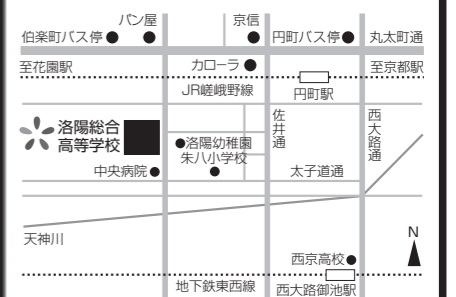 パン屋
京信
伯楽町バス停
円町バス停
丸太町通
至花園駅
カローラ
至京都駅
JR嵯峨野線
円町駅
洛陽総合
高等学校
洛陽幼稚園
朱八小学校
佐井通
西大路通
中央病院
太子道通
天神川
N
西京高校
地下鉄東西線
西大路御池駅